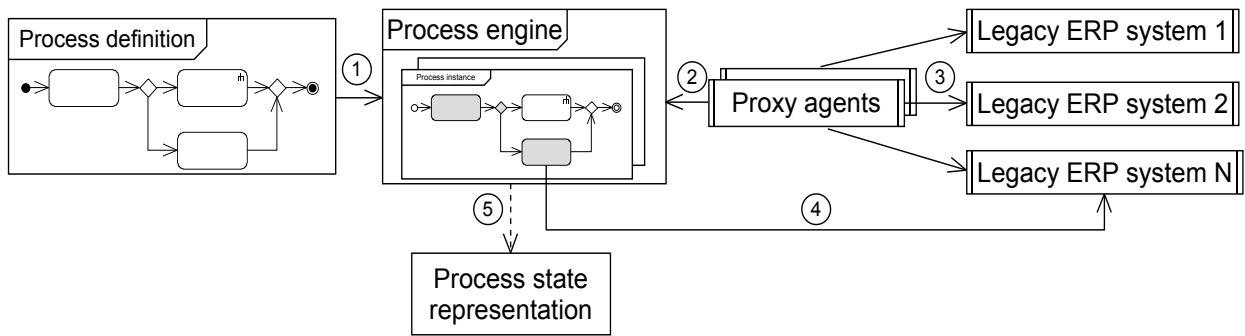 Process definition
1
Process engine
Process instance
2
Proxy agents
3
Legacy ERP system 1
Legacy ERP system 2
Legacy ERP system N
4
5
Process state
representation